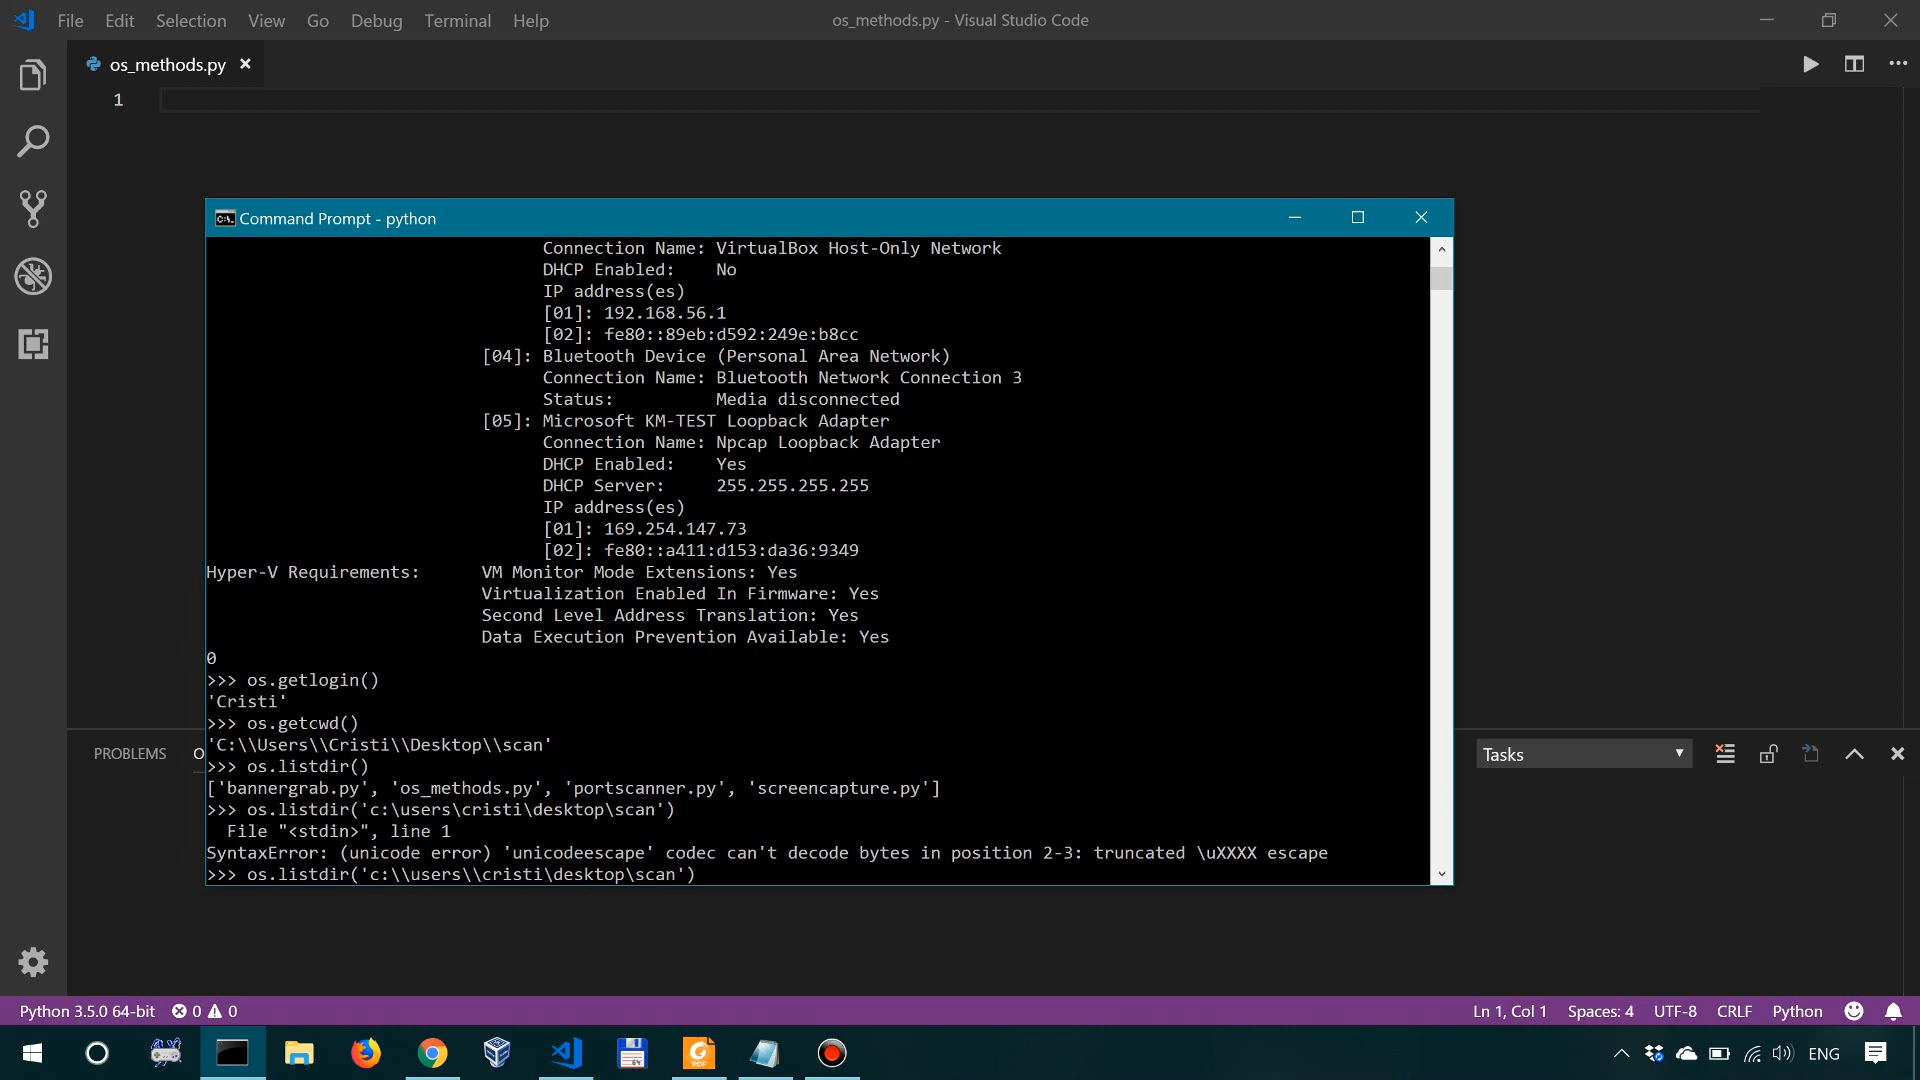 File Edit Selection View Go Debug Terminal Help
os_methods.py - Visual Studio Code
os_methods.py
1
Command Prompt - python
Connection Name: VirtualBox Host-Only Network
DHCP Enabled:    No
IP address(es)
[01]: 192.168.56.1
[02]: fe80::89eb:d592:249e:b8cc
[04]: Bluetooth Device (Personal Area Network)
Connection Name: Bluetooth Network Connection 3
Status:          Media disconnected
[05]: Microsoft KM-TEST Loopback Adapter
Connection Name: Npcap Loopback Adapter
DHCP Enabled:    Yes
DHCP Server:     255.255.255.255
IP address(es)
[01]: 169.254.147.73
[02]: fe80::a411:d153:da36:9349
Hyper-V Requirements:      VM Monitor Mode Extensions: Yes
Virtualization Enabled In Firmware: Yes
Second Level Address Translation: Yes
Data Execution Prevention Available: Yes
0
>>> os.getlogin()
'Cristi'
>>> os.getcwd()
'C:\\Users\\Cristi\\Desktop\\scan'
>>> os.listdir()
['bannergrab.py', 'os_methods.py', 'portscanner.py', 'screencapture.py']
>>> os.listdir('c:\users\cristi\desktop\scan')
  File "<stdin>", line 1
SyntaxError: (unicode error) 'unicodeescape' codec can't decode bytes in position 2-3: truncated \uXXXX escape
>>> os.listdir('c:\\users\\cristi\desktop\scan')
PROBLEMS O
Tasks
Python 3.5.0 64-bit 0 0
Ln 1, Col 1 Spaces: 4 UTF-8 CRLF Python
PDF
64
ENG